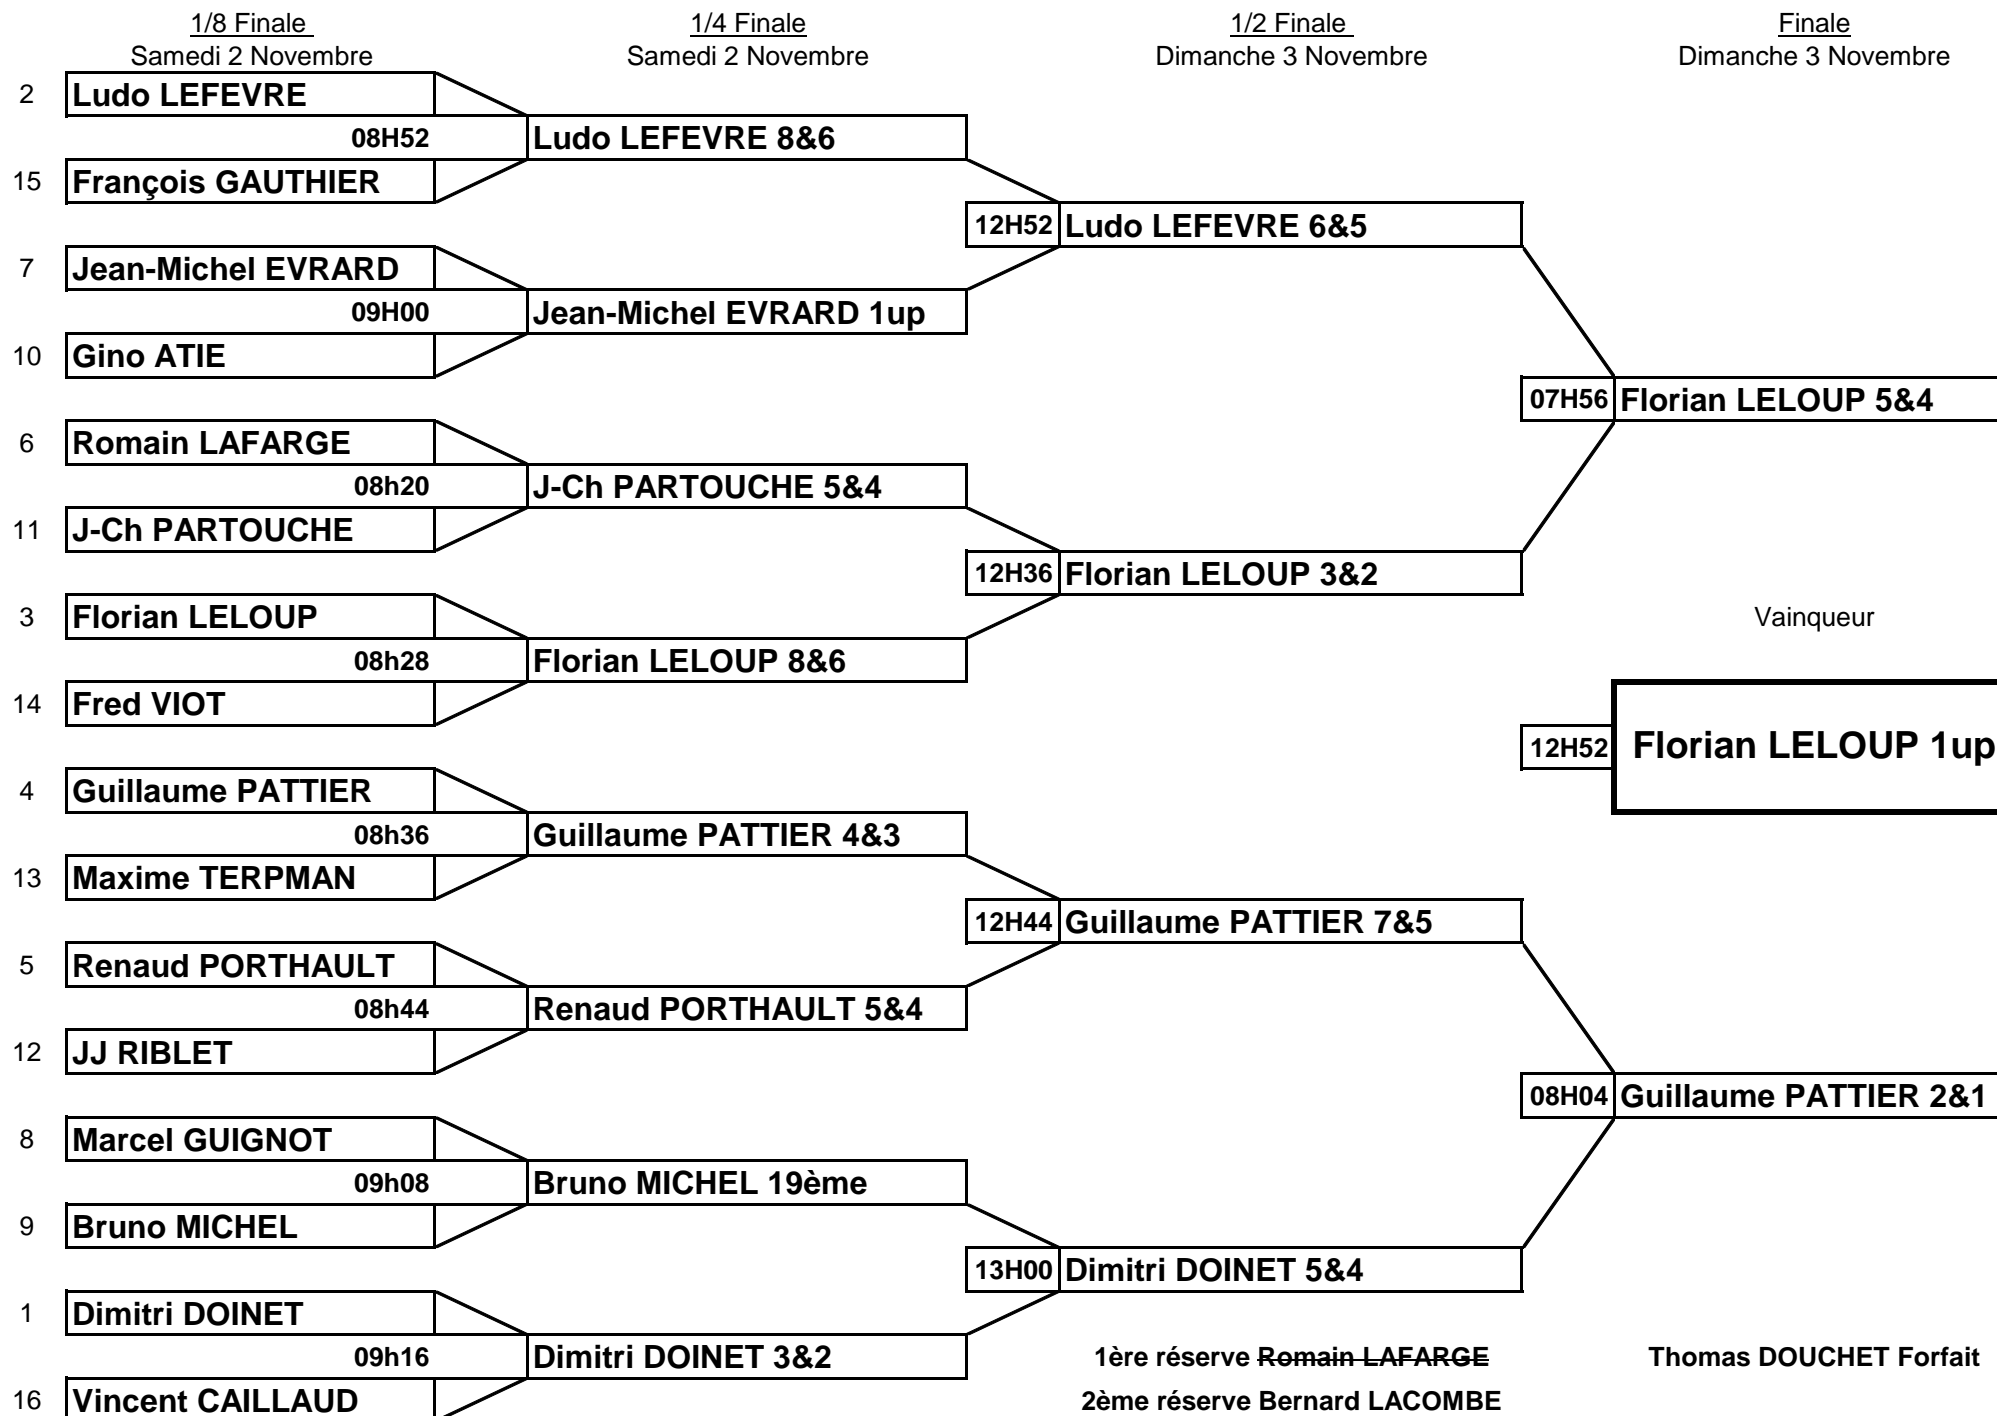 1/8 Finale 1/4 Finale 1/2 Finale Finale
Samedi 2 Novembre Samedi 2 Novembre Dimanche 3 Novembre Dimanche 3 Novembre
2 Ludo LEFEVRE
08H52 Ludo LEFEVRE 8&6
15 François GAUTHIER
12H52 Ludo LEFEVRE 6&5
7 Jean-Michel EVRARD
09H00 Jean-Michel EVRARD 1up
10 Gino ATIE
07H56 Florian LELOUP 5&4
6 Romain LAFARGE
08h20 J-Ch PARTOUCHE 5&4
11 J-Ch PARTOUCHE
12H36 Florian LELOUP 3&2
3 Florian LELOUP Vainqueur
08h28 Florian LELOUP 8&6
14 Fred VIOT
12H52 Florian LELOUP 1up
4 Guillaume PATTIER
08h36 Guillaume PATTIER 4&3
13 Maxime TERPMAN
12H44 Guillaume PATTIER 7&5
5 Renaud PORTHAULT
08h44 Renaud PORTHAULT 5&4
12 JJ RIBLET
08H04 Guillaume PATTIER 2&1
8 Marcel GUIGNOT
09h08 Bruno MICHEL 19ème
9 Bruno MICHEL
13H00 Dimitri DOINET 5&4
1 Dimitri DOINET
09h16 Dimitri DOINET 3&2 1ère réserve Romain LAFARGE Thomas DOUCHET Forfait
16 Vincent CAILLAUD 2ème réserve Bernard LACOMBE